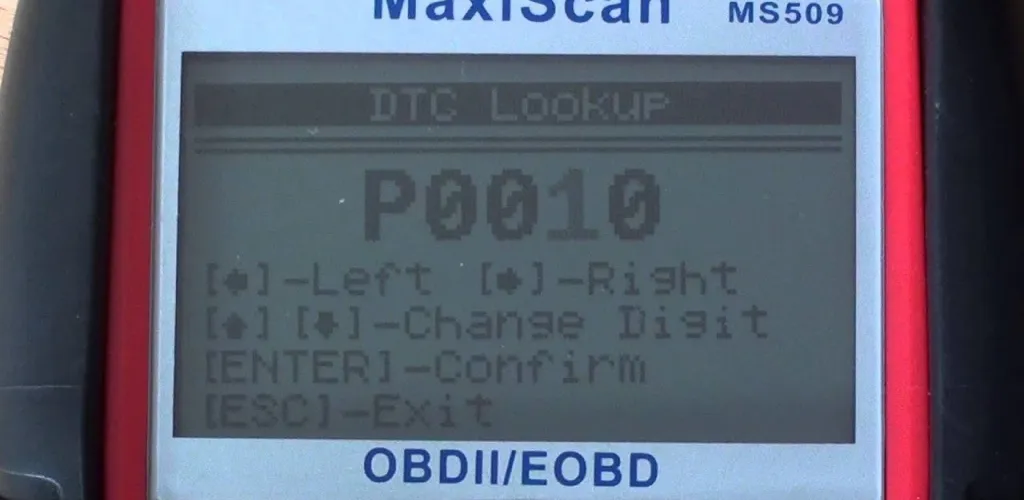 MaxiScan MS509
DTC Lookup
P0010
[←]-Left [→]-Right
[↑][↓]-Change Digit
[ENTER]-Confirm
[ESC]-Exit
OBDII/EOBD